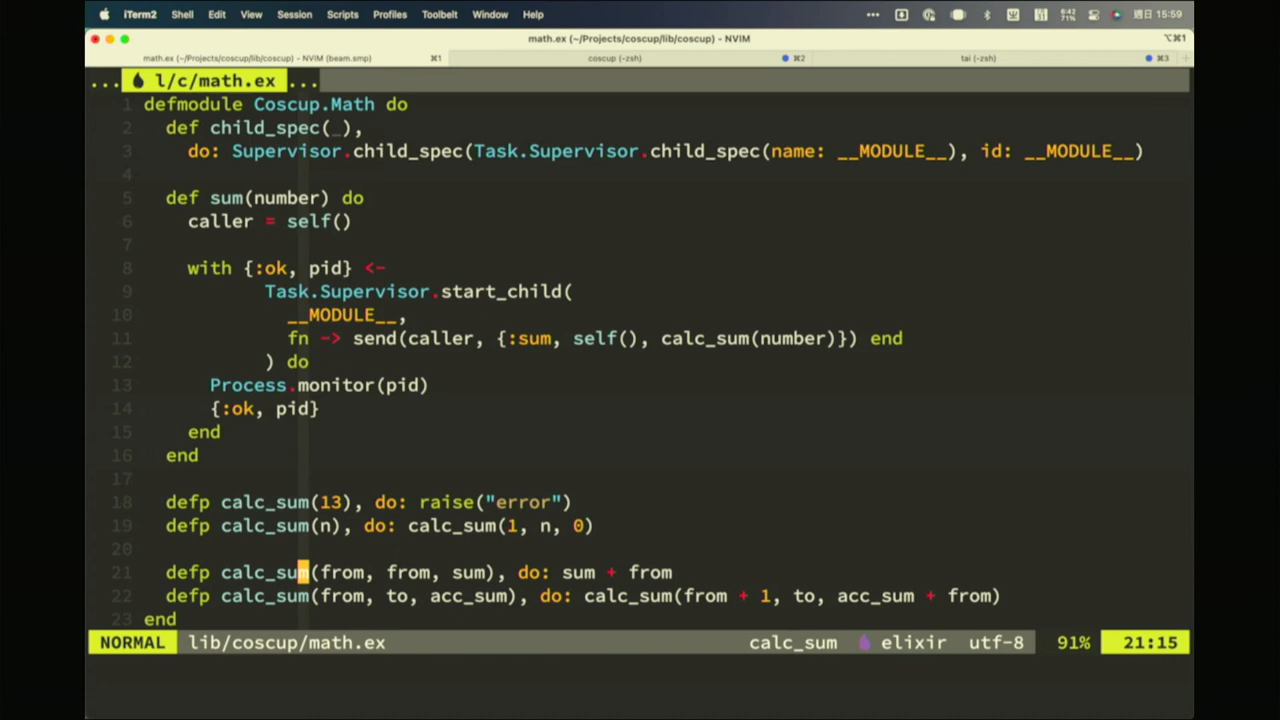 iTerm2 Shell Edit View Session Scripts Profiles Toolbelt Window Help ••• 6:42 71% 週日 15:59
math.ex (~/Projects/coscup/lib/coscup) - NVIM ⌥⌘1
math.ex (~/Projects/coscup/lib/coscup) - NVIM (beam.smp) ⌘1 coscup (-zsh) ⌘2 tai (-zsh) ⌘3
... l/c/math.ex ...
1 defmodule Coscup.Math do
2 def child_spec(_),
3 do: Supervisor.child_spec(Task.Supervisor.child_spec(name: __MODULE__), id: __MODULE__)
4
5 def sum(number) do
6 caller = self()
7
8 with {:ok, pid} <-
9 Task.Supervisor.start_child(
10 __MODULE__,
11 fn -> send(caller, {:sum, self(), calc_sum(number)}) end
12 ) do
13 Process.monitor(pid)
14 {:ok, pid}
15 end
16 end
17
18 defp calc_sum(13), do: raise("error")
19 defp calc_sum(n), do: calc_sum(1, n, 0)
20
21 defp calc_sum(from, from, sum), do: sum + from
22 defp calc_sum(from, to, acc_sum), do: calc_sum(from + 1, to, acc_sum + from)
23 end
NORMAL lib/coscup/math.ex calc_sum elixir utf-8 91% 21:15